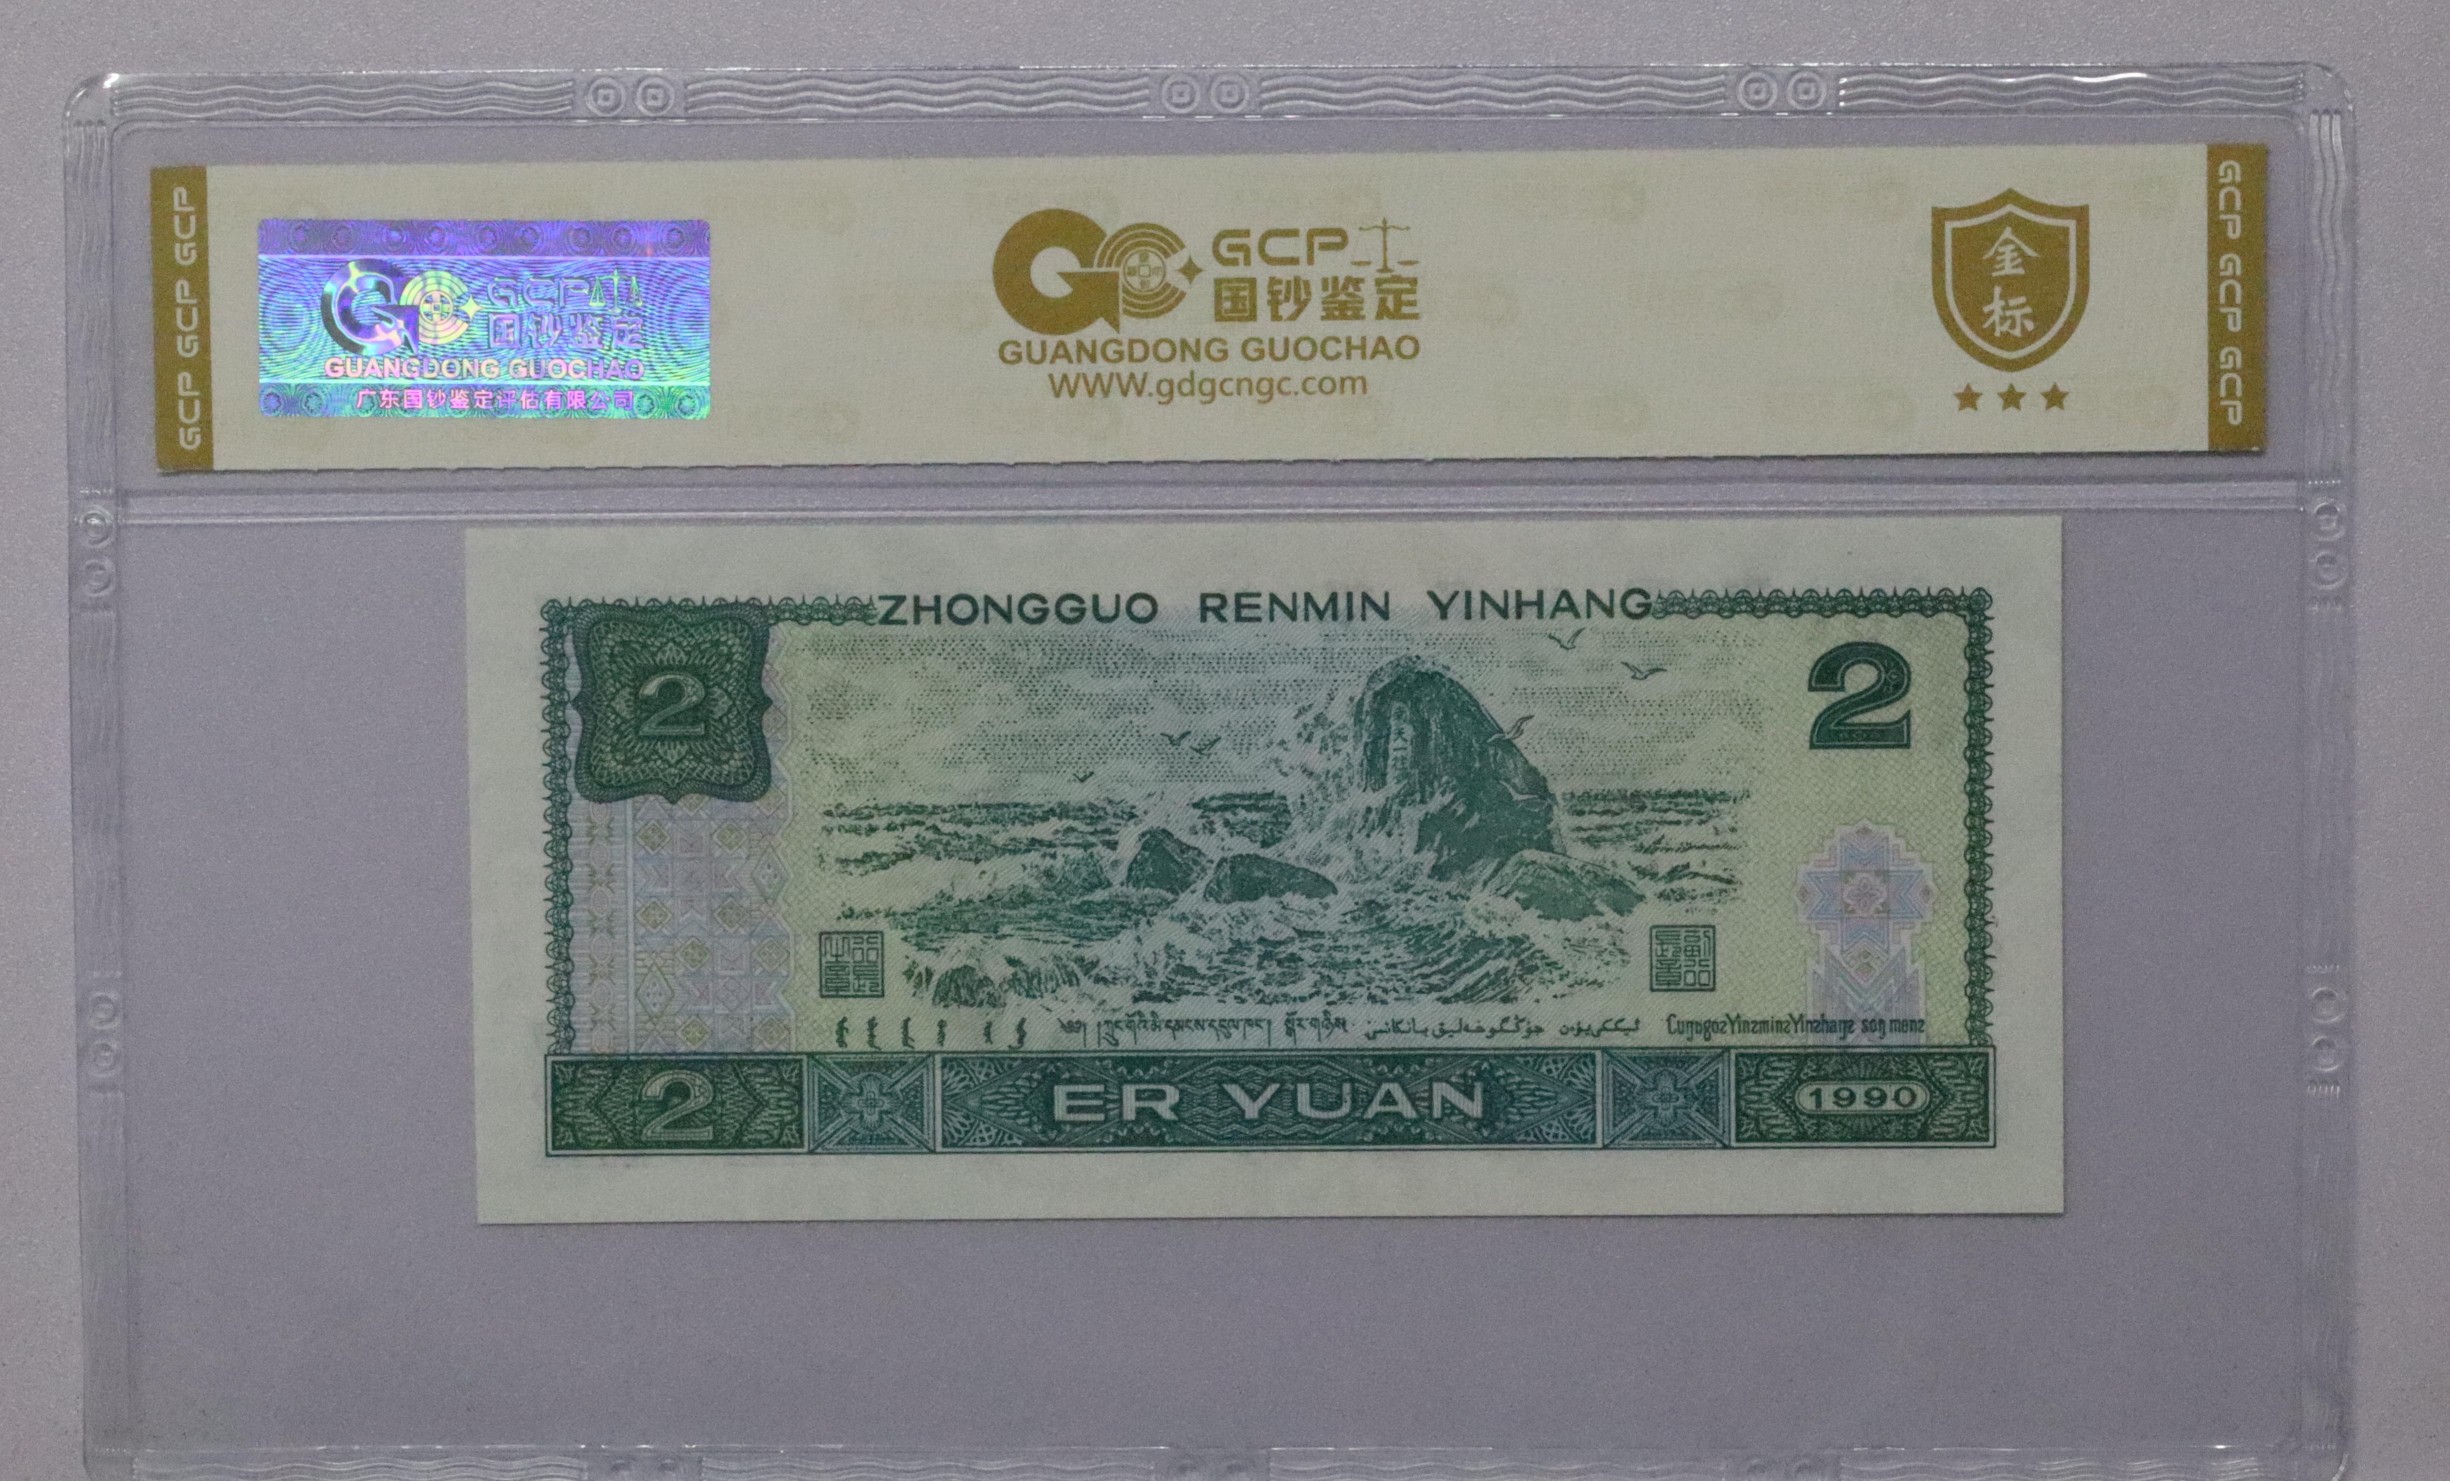 GCP GCP GCP
GCP
国钞鉴定
GUANGDONG GUOCHAO
广东国钞鉴定评估有限公司
GCP
国钞鉴定
GUANGDONG GUOCHAO
WWW.gdgcngc.com
金
标
GCP GCP GCP
ZHONGGUO RENMIN YINHANG
2
2
2
ER YUAN
1990